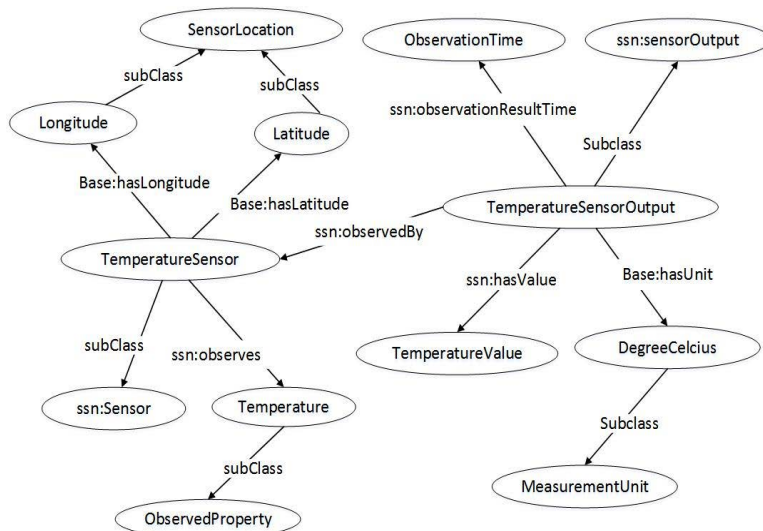 SensorLocation
ObservationTime
ssn:sensorOutput
subClass
subClass
ssn:observationResultTime
Longitude
Latitude
Subclass
Base:hasLongitude
Base:hasLatitude
TemperatureSensorOutput
ssn:observedBy
TemperatureSensor
ssn:hasValue
Base:hasUnit
subClass
ssn:observes
TemperatureValue
DegreeCelcius
ssn:Sensor
Temperature
Subclass
subClass
MeasurementUnit
ObservedProperty